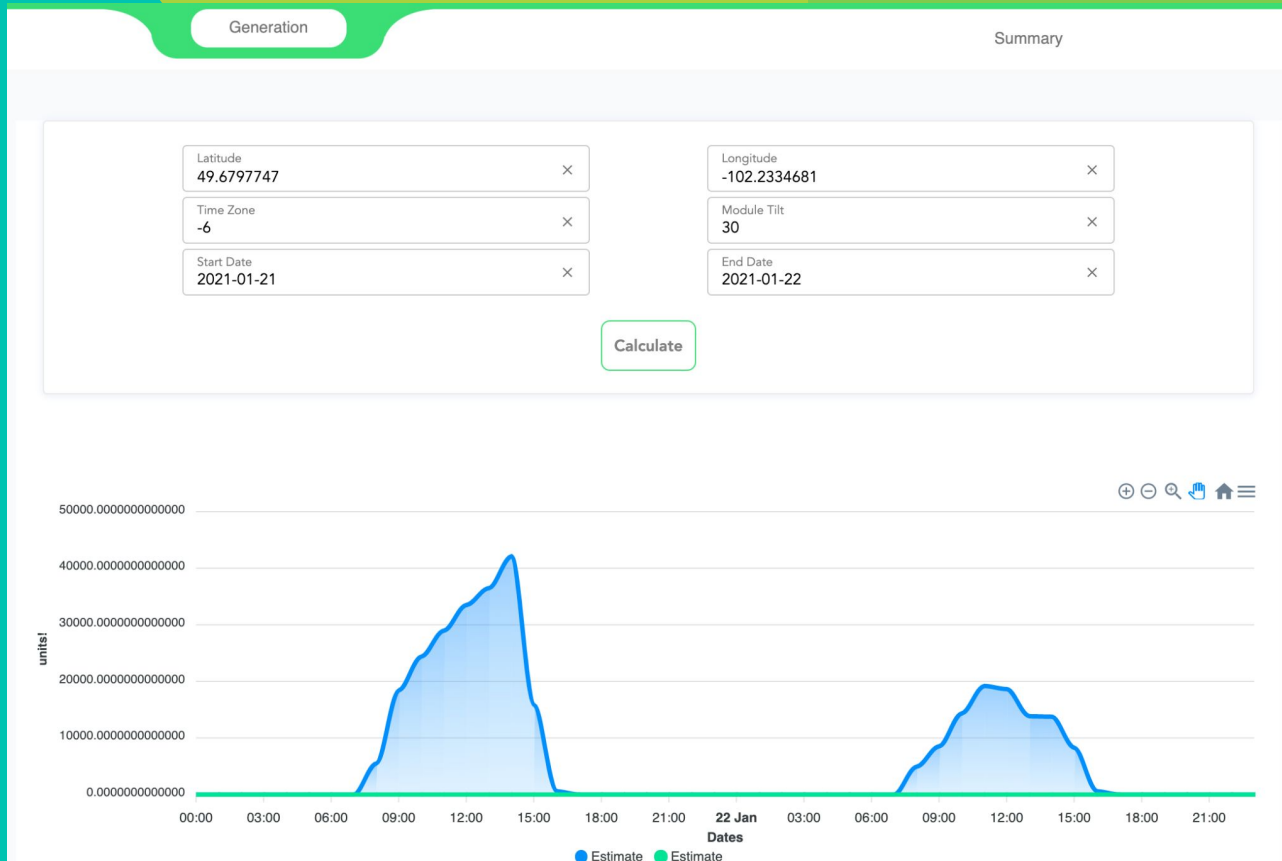 Generation
Summary
Latitude
49.6797747
Longitude
-102.2334681
Time Zone
-6
Module Tilt
30
Start Date
2021-01-21
End Date
2021-01-22
Calculate
50000.0000000000000
40000.0000000000000
30000.0000000000000
20000.0000000000000
10000.0000000000000
0.0000000000000
units!
00:00 03:00 06:00 09:00 12:00 15:00 18:00 21:00 22 Jan 03:00 06:00 09:00 12:00 15:00 18:00 21:00
Dates
Estimate Estimate